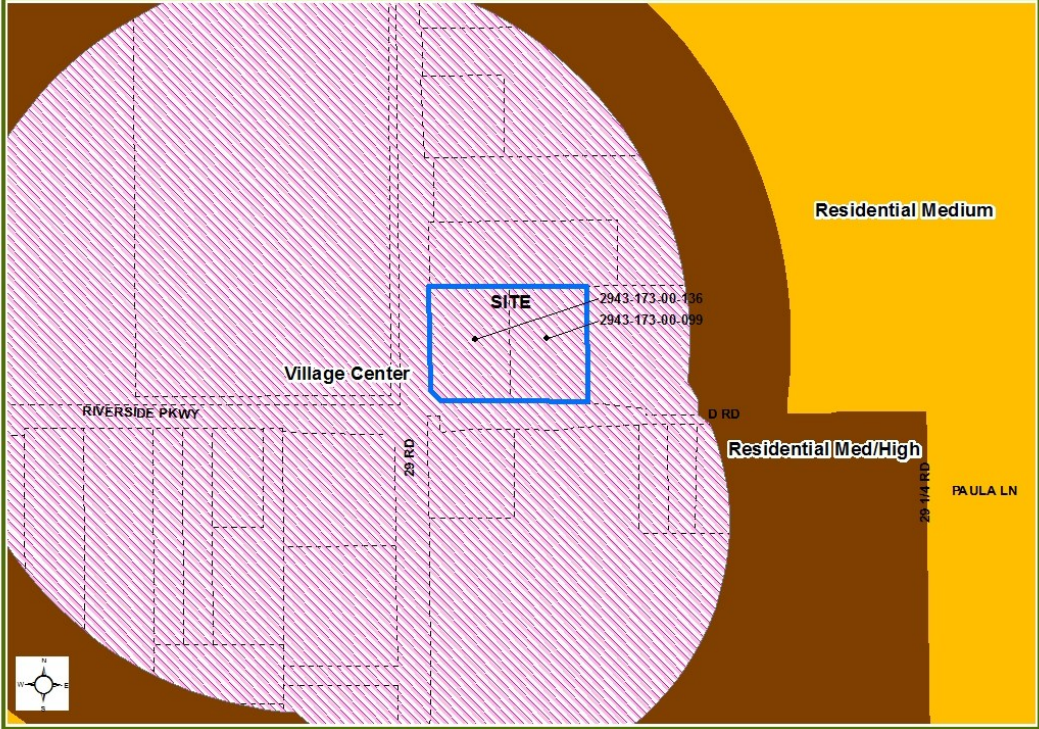 Residential Medium
SITE
2943-173-00-136
2943-173-00-099
Village Center
RIVERSIDE PKWY
D RD
29 RD
Residential Med/High
29 1/4 RD
PAULA LN
N
W E
S